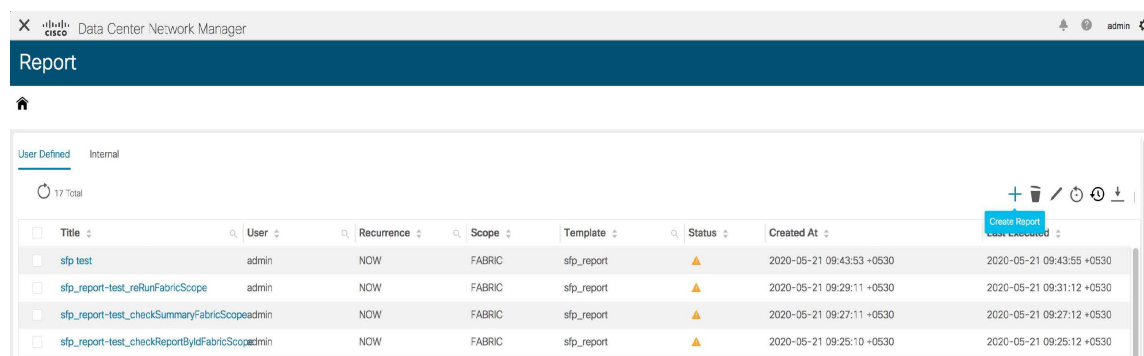 CISCO Data Center Network Manager admin
Report
User Defined Internal
17 Total
Create Report
Title User Recurrence Scope Template Status Created At Last Executed
sfp test admin NOW FABRIC sfp_report 2020-05-21 09:43:53 +0530 2020-05-21 09:43:55 +0530
sfp_report-test_reRunFabricScope admin NOW FABRIC sfp_report 2020-05-21 09:29:11 +0530 2020-05-21 09:31:12 +0530
sfp_report-test_checkSummaryFabricScopeadmin NOW FABRIC sfp_report 2020-05-21 09:27:11 +0530 2020-05-21 09:27:12 +0530
sfp_report-test_checkReportByIdFabricScopeadmin NOW FABRIC sfp_report 2020-05-21 09:25:10 +0530 2020-05-21 09:25:12 +0530